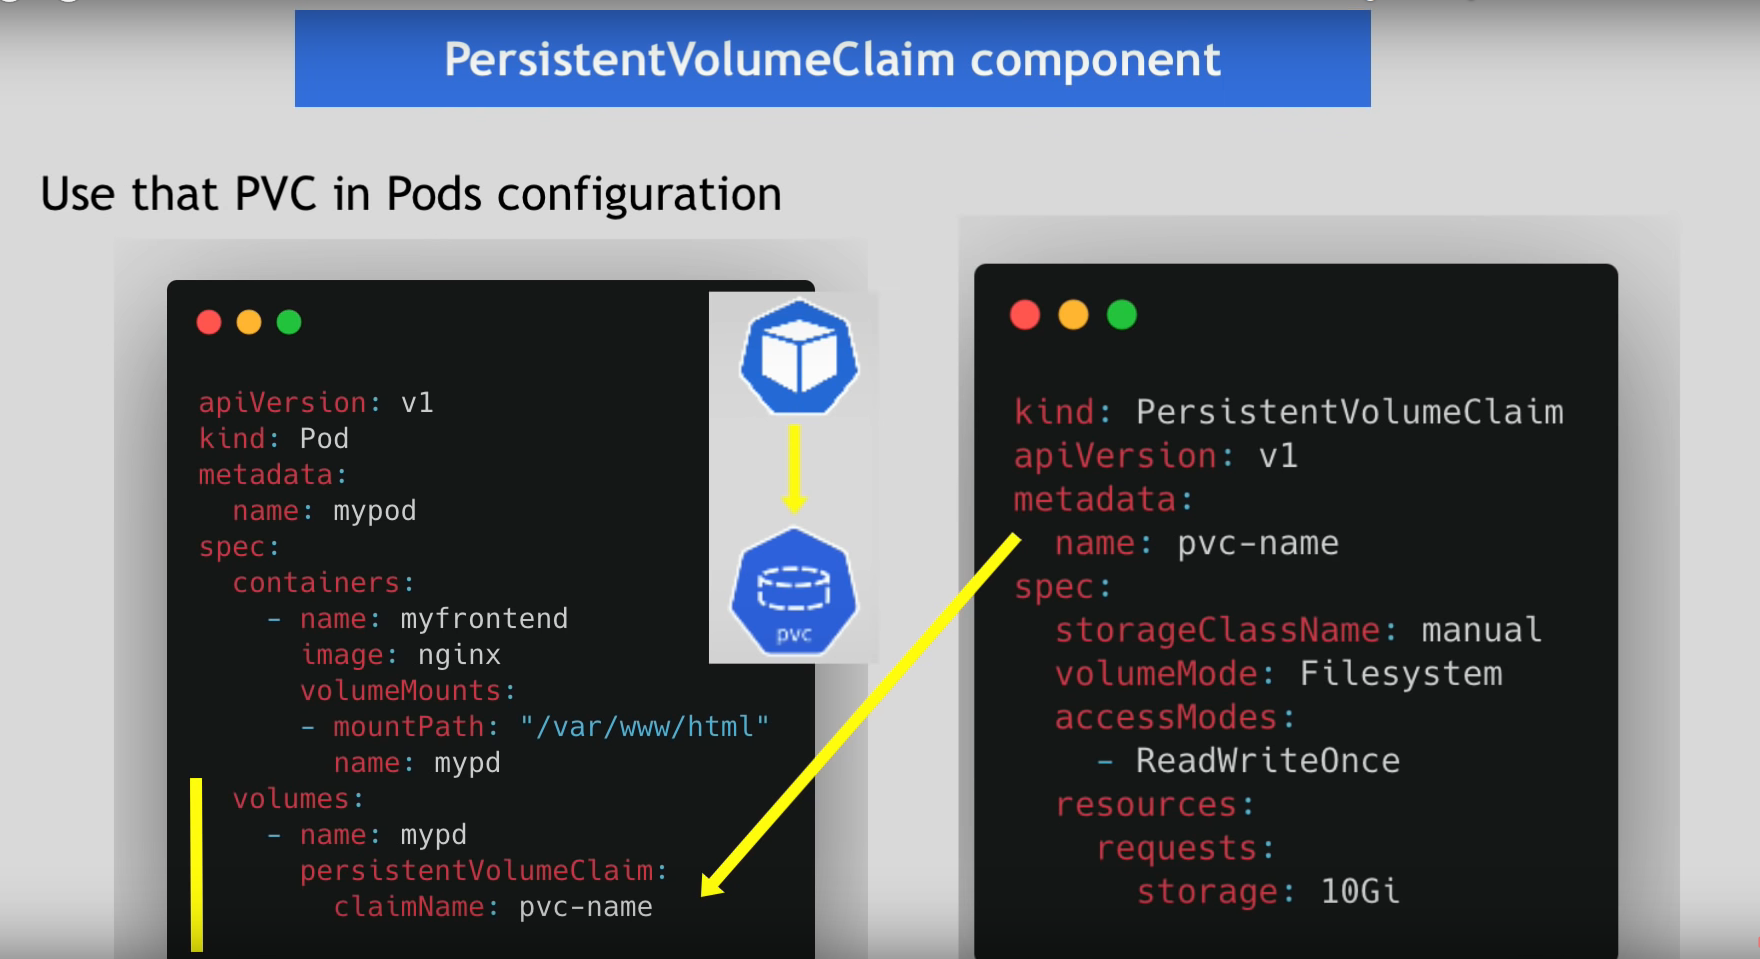 PersistentVolumeClaim component
Use that PVC in Pods configuration
apiVersion: v1
kind: Pod
metadata:
  name: mypod
spec:
  containers:
    - name: myfrontend
      image: nginx
      volumeMounts:
      - mountPath: "/var/www/html"
        name: mypd
  volumes:
    - name: mypd
      persistentVolumeClaim:
        claimName: pvc-name
pvc
kind: PersistentVolumeClaim
apiVersion: v1
metadata:
  name: pvc-name
spec:
  storageClassName: manual
  volumeMode: Filesystem
  accessModes:
    - ReadWriteOnce
  resources:
    requests:
      storage: 10Gi